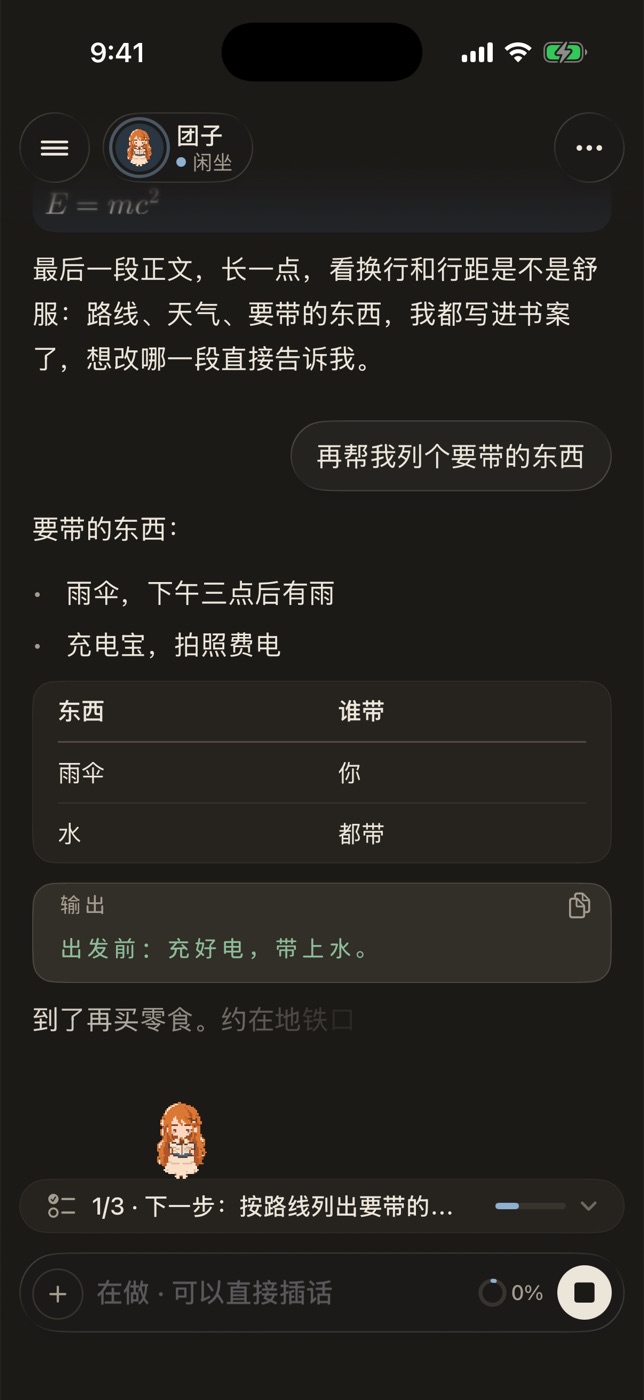 9:41
团子
闲坐
E = mc²
最后一段正文，长一点，看换行和行距是不是舒
服：路线、天气、要带的东西，我都写进书案
了，想改哪一段直接告诉我。
再帮我列个要带的东西
要带的东西：
• 雨伞，下午三点后有雨
• 充电宝，拍照费电
东西 谁带
雨伞 你
水 都带
输出
出发前：充好电，带上水。
到了再买零食。约在地铁口
1/3 · 下一步：按路线列出要带的…
在做 · 可以直接插话
0%